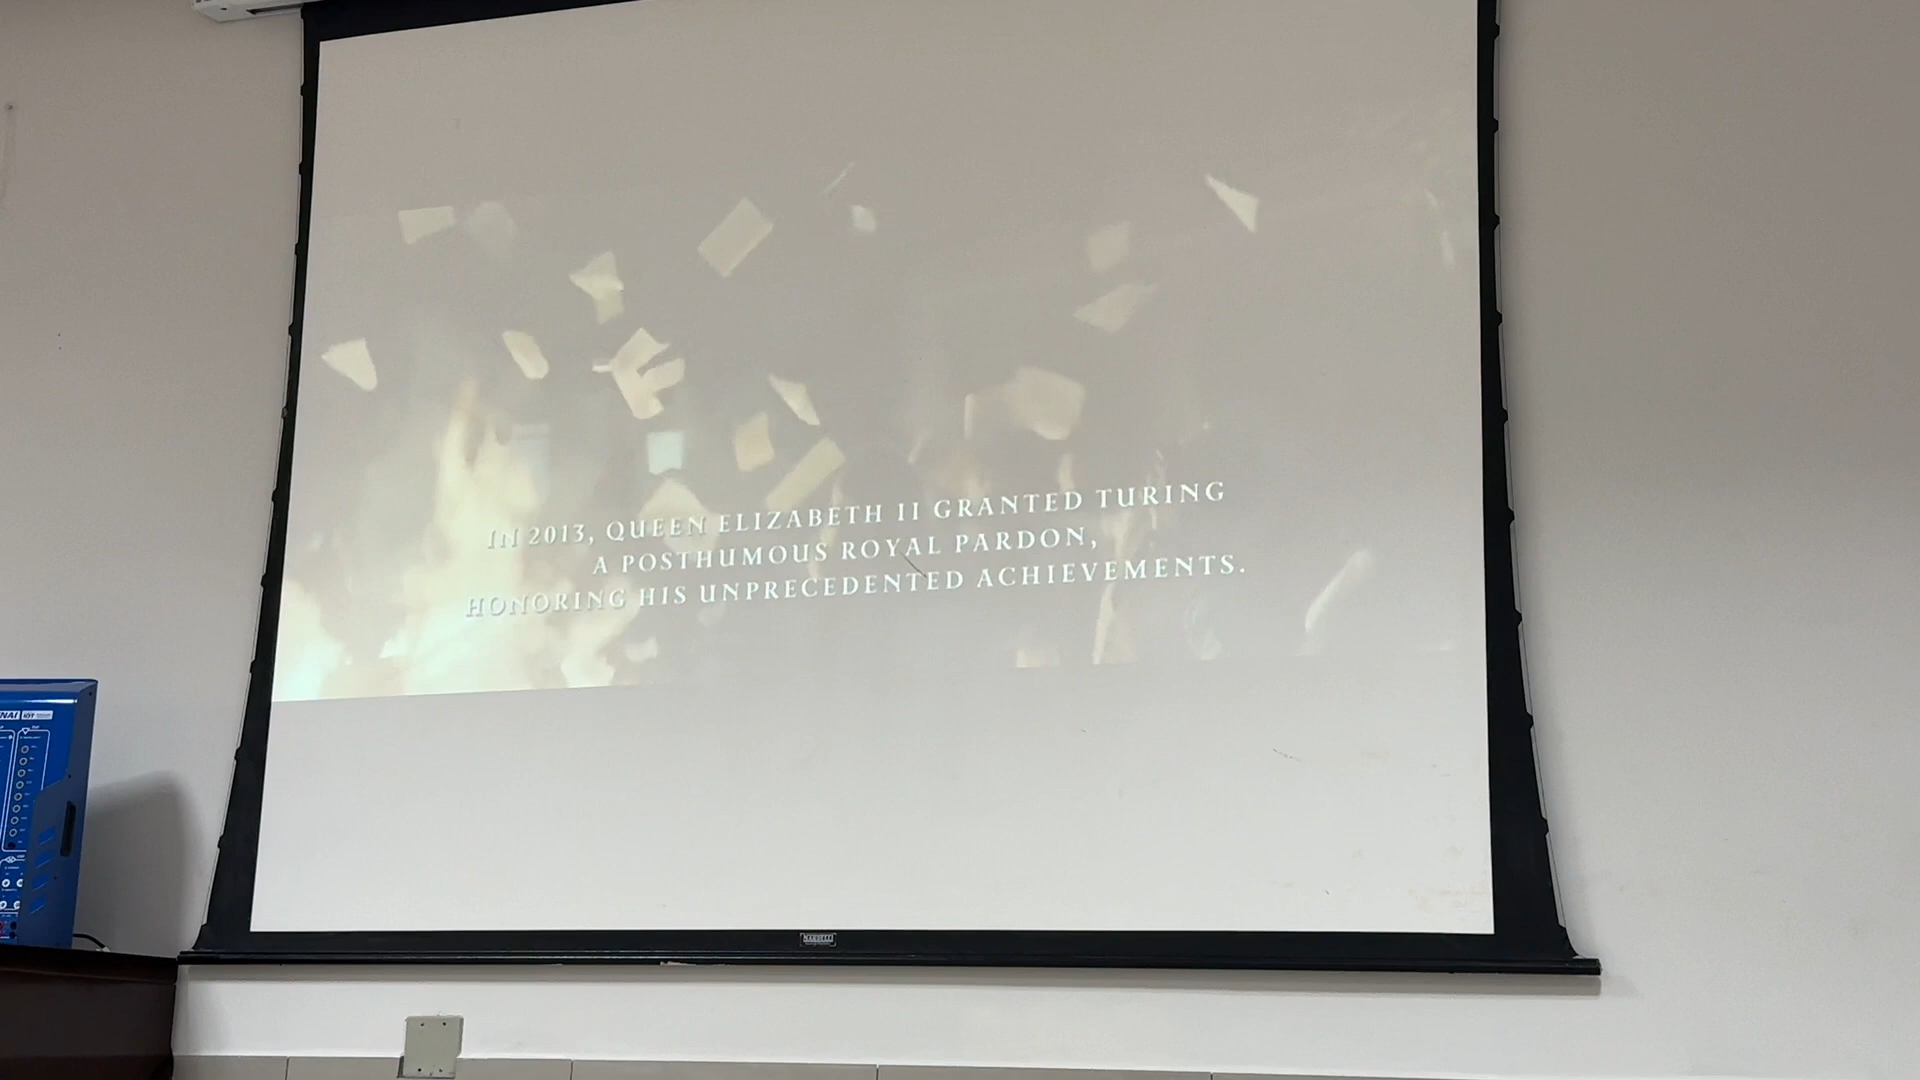 IN 2013, QUEEN ELIZABETH II GRANTED TURING
A POSTHUMOUS ROYAL PARDON,
HONORING HIS UNPRECEDENTED ACHIEVEMENTS.